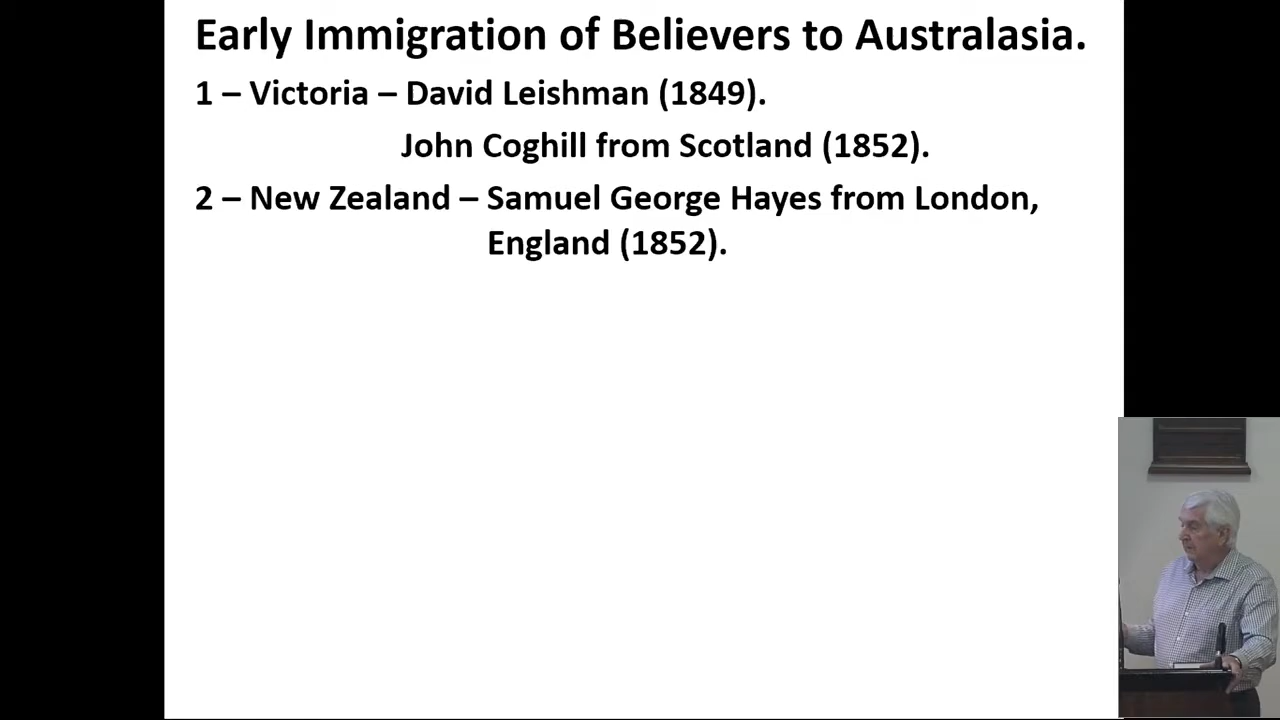 Early Immigration of Believers to Australasia.
1 – Victoria – David Leishman (1849).
John Coghill from Scotland (1852).
2 – New Zealand – Samuel George Hayes from London,
England (1852).